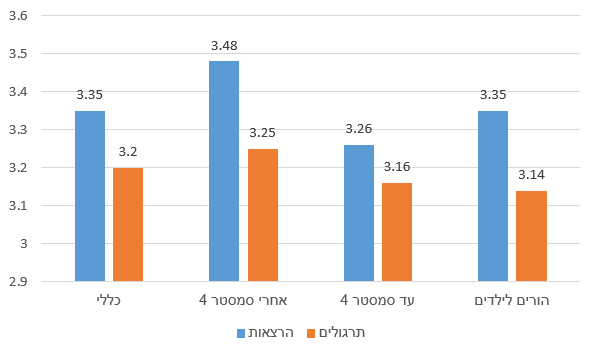 3.6
3.5
3.4
3.3
3.2
3.1
3
2.9
3.35
3.2
3.48
3.25
3.26
3.16
3.35
3.14
כללי
אחרי סמסטר 4
עד סמסטר 4
הורים לילדים
הרצאות
תרגולים